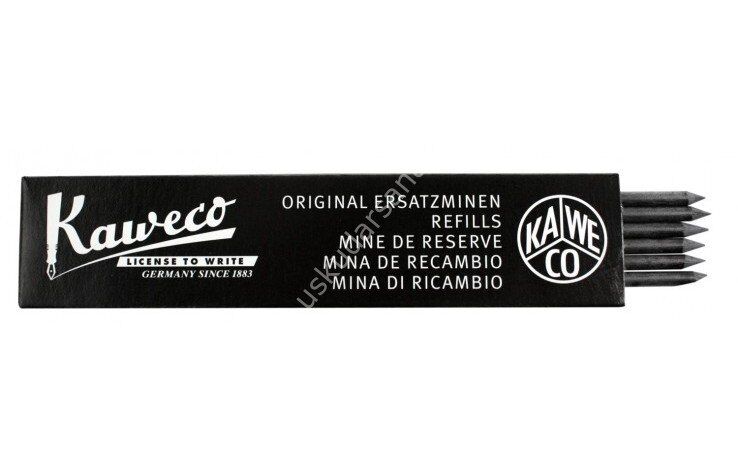 Kaweco
LICENSE TO WRITE
GERMANY SINCE 1883
ORIGINAL ERSATZMINEN
REFILLS
MINE DE RESERVE
MINA DE RECAMBIO
MINA DI RICAMBIO
KA WE
CO
uskudarsanat